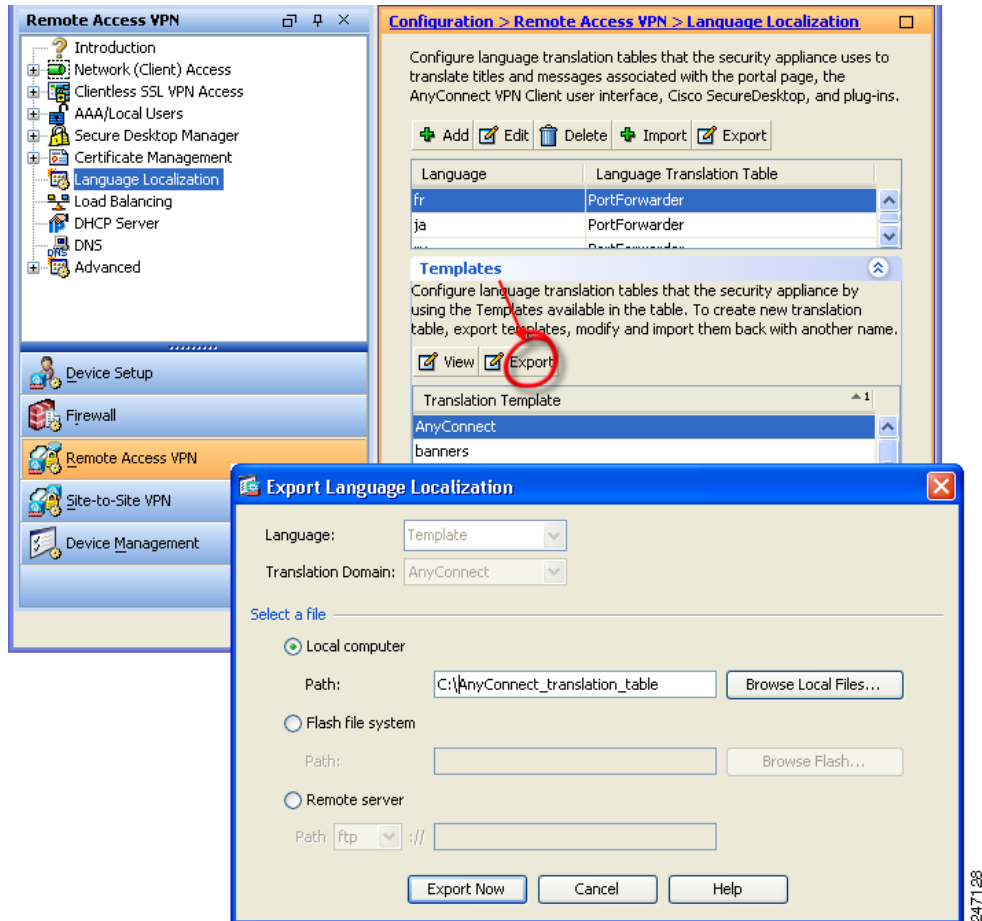 Remote Access VPN
Introduction
Network (Client) Access
Clientless SSL VPN Access
AAA/Local Users
Secure Desktop Manager
Certificate Management
Language Localization
Load Balancing
DHCP Server
DNS
DNS
Advanced
Device Setup
Firewall
Remote Access VPN
Site-to-Site VPN
Device Management
Configuration > Remote Access VPN > Language Localization
Configure language translation tables that the security appliance uses to
translate titles and messages associated with the portal page, the
AnyConnect VPN Client user interface, Cisco SecureDesktop, and plug-ins.
Add Edit Delete Import Export
Language Language Translation Table
fr PortForwarder
ja PortForwarder
Templates
Configure language translation tables that the security appliance by
using the Templates available in the table. To create new translation
table, export templates, modify and import them back with another name.
View Export
Translation Template 1
AnyConnect
banners
Export Language Localization
Language: Template
Translation Domain: AnyConnect
Select a file
Local computer
Path: C:\AnyConnect_translation_table Browse Local Files...
Flash file system
Path: Browse Flash...
Remote server
Path ftp ://
Export Now Cancel Help
247128